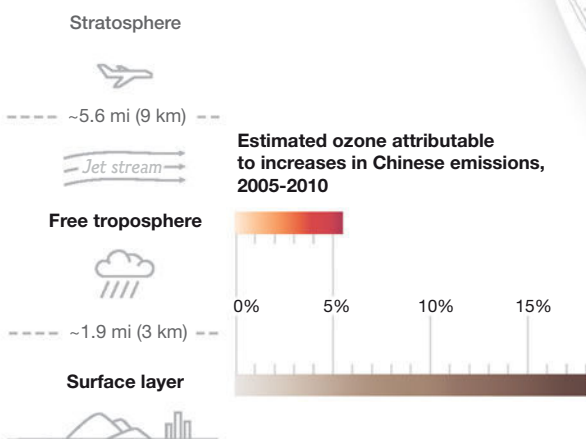 Stratosphere
~5.6 mi (9 km)
Jet stream
Estimated ozone attributable
to increases in Chinese emissions,
2005-2010
Free troposphere
0% 5% 10% 15%
~1.9 mi (3 km)
Surface layer